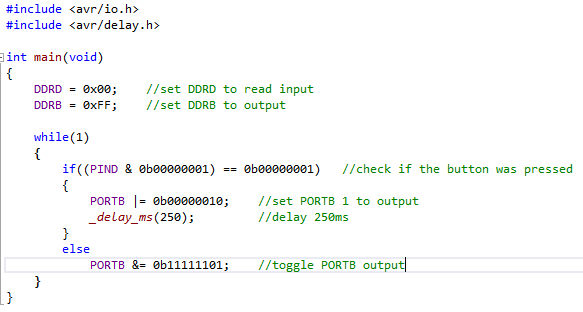 #include <avr/io.h>
#include <avr/delay.h>
int main(void)
{
DDRD = 0x00; //set DDRD to read input
DDRB = 0xFF; //set DDRB to output
while(1)
{
if((PIND & 0b00000001) == 0b00000001) //check if the button was pressed
{
PORTB |= 0b00000010; //set PORTB 1 to output
_delay_ms(250); //delay 250ms
}
else
PORTB &= 0b11111101; //toggle PORTB output
}
}